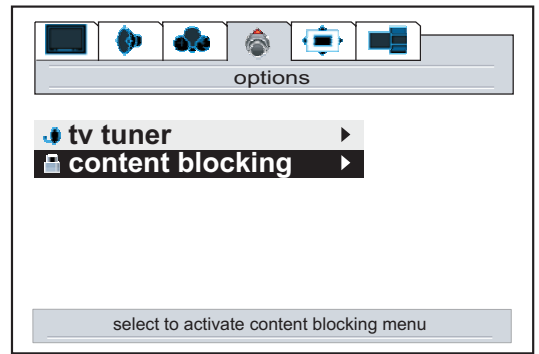 options
tv tuner
content blocking
select to activate content blocking menu